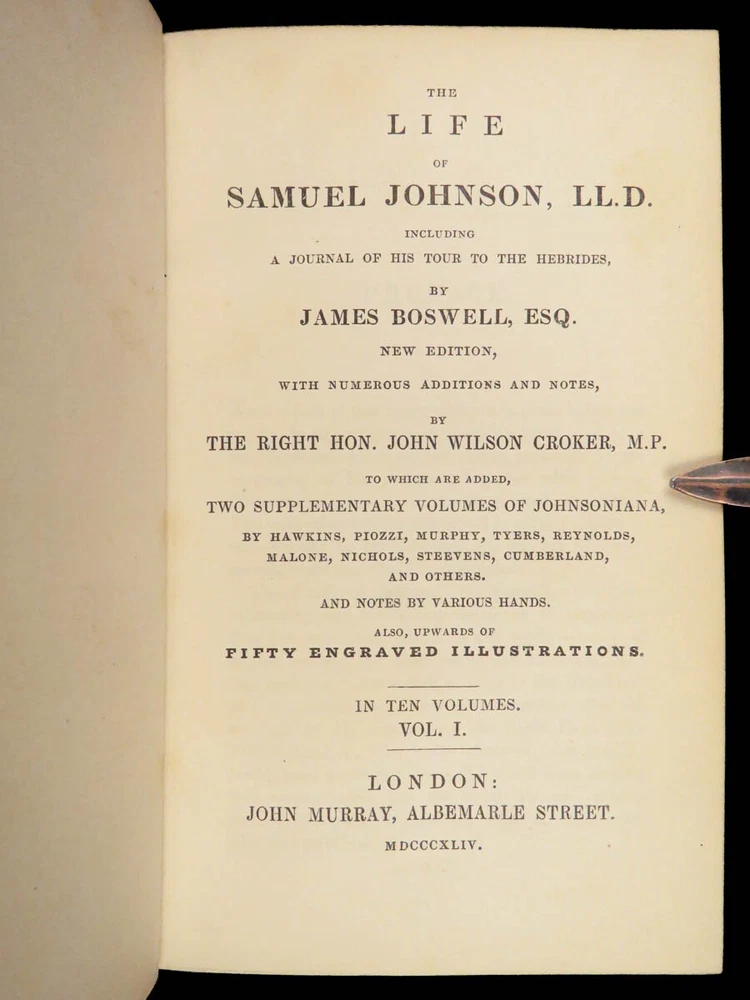 THE
LIFE
OF
SAMUEL JOHNSON, LL.D.
INCLUDING
A JOURNAL OF HIS TOUR TO THE HEBRIDES,
BY
JAMES BOSWELL, ESQ.
NEW EDITION,
WITH NUMEROUS ADDITIONS AND NOTES,
BY
THE RIGHT HON. JOHN WILSON CROKER, M.P.
TO WHICH ARE ADDED,
TWO SUPPLEMENTARY VOLUMES OF JOHNSONIANA,
BY HAWKINS, PIOZZI, MURPHY, TYERS, REYNOLDS,
MALONE, NICHOLS, STEEVENS, CUMBERLAND,
AND OTHERS.
AND NOTES BY VARIOUS HANDS.
ALSO, UPWARDS OF
FIFTY ENGRAVED ILLUSTRATIONS.
IN TEN VOLUMES.
VOL. I.
LONDON:
JOHN MURRAY, ALBEMARLE STREET.
MDCCCXLIV.